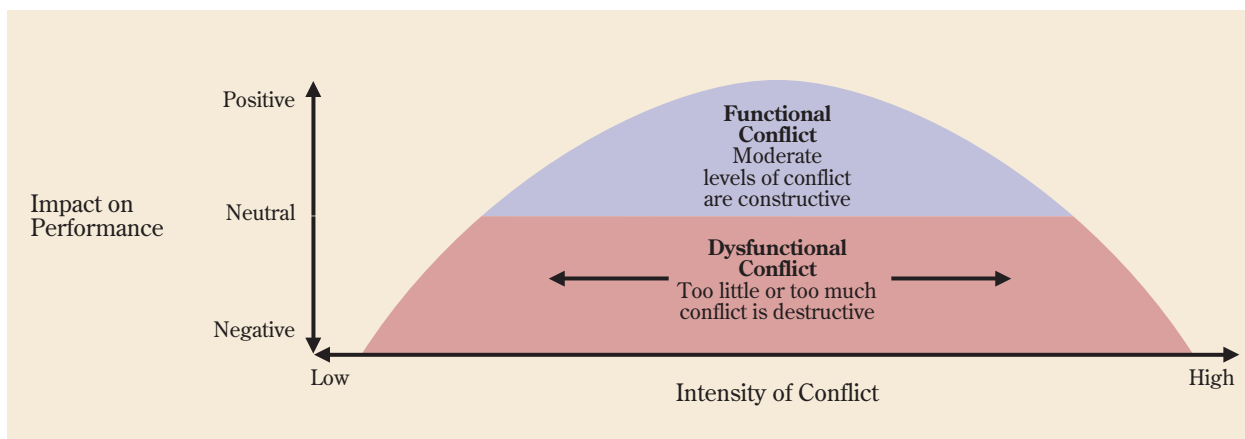 Positive
Functional
Conflict
Moderate
levels of conflict
are constructive
Impact on
Performance
Neutral
Dysfunctional
Conflict
Too little or too much
conflict is destructive
Negative
Low
High
Intensity of Conflict